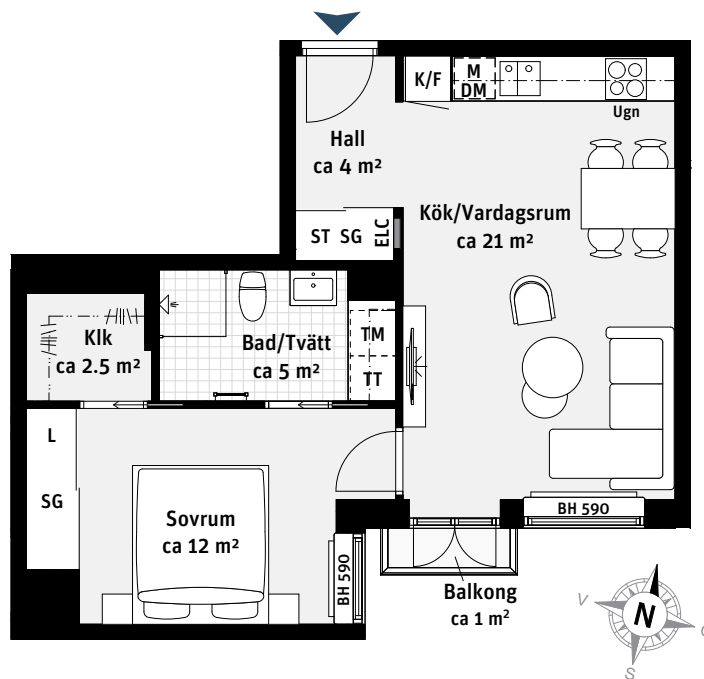 K/F
M
DM
Ugn
Hall
ca 4 m²
ST SG
ELC
Kök/Vardagsrum
ca 21 m²
Klk
ca 2.5 m²
Bad/Tvätt
ca 5 m²
TM
TT
L
SG
Sovrum
ca 12 m²
BH 590
BH 590
Balkong
ca 1 m²
V
N
S